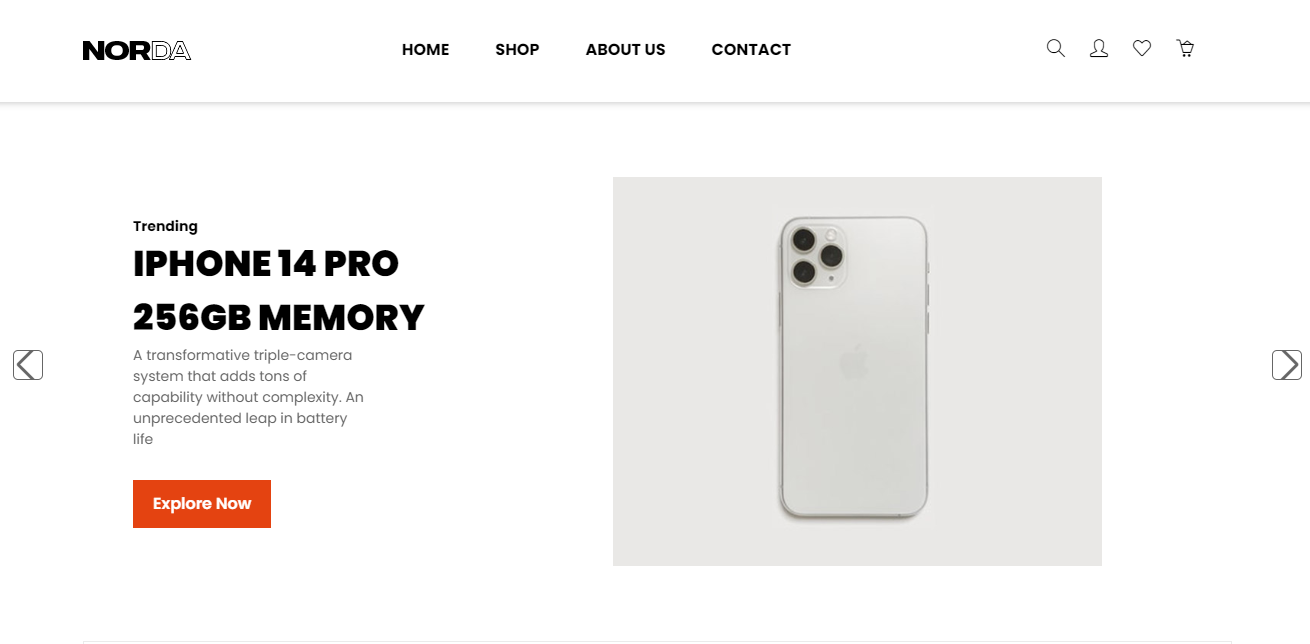 NORDA
HOME
SHOP
ABOUT US
CONTACT
Trending
IPHONE 14 PRO
256GB MEMORY
A transformative triple-camera
system that adds tons of
capability without complexity. An
unprecedented leap in battery
life
Explore Now